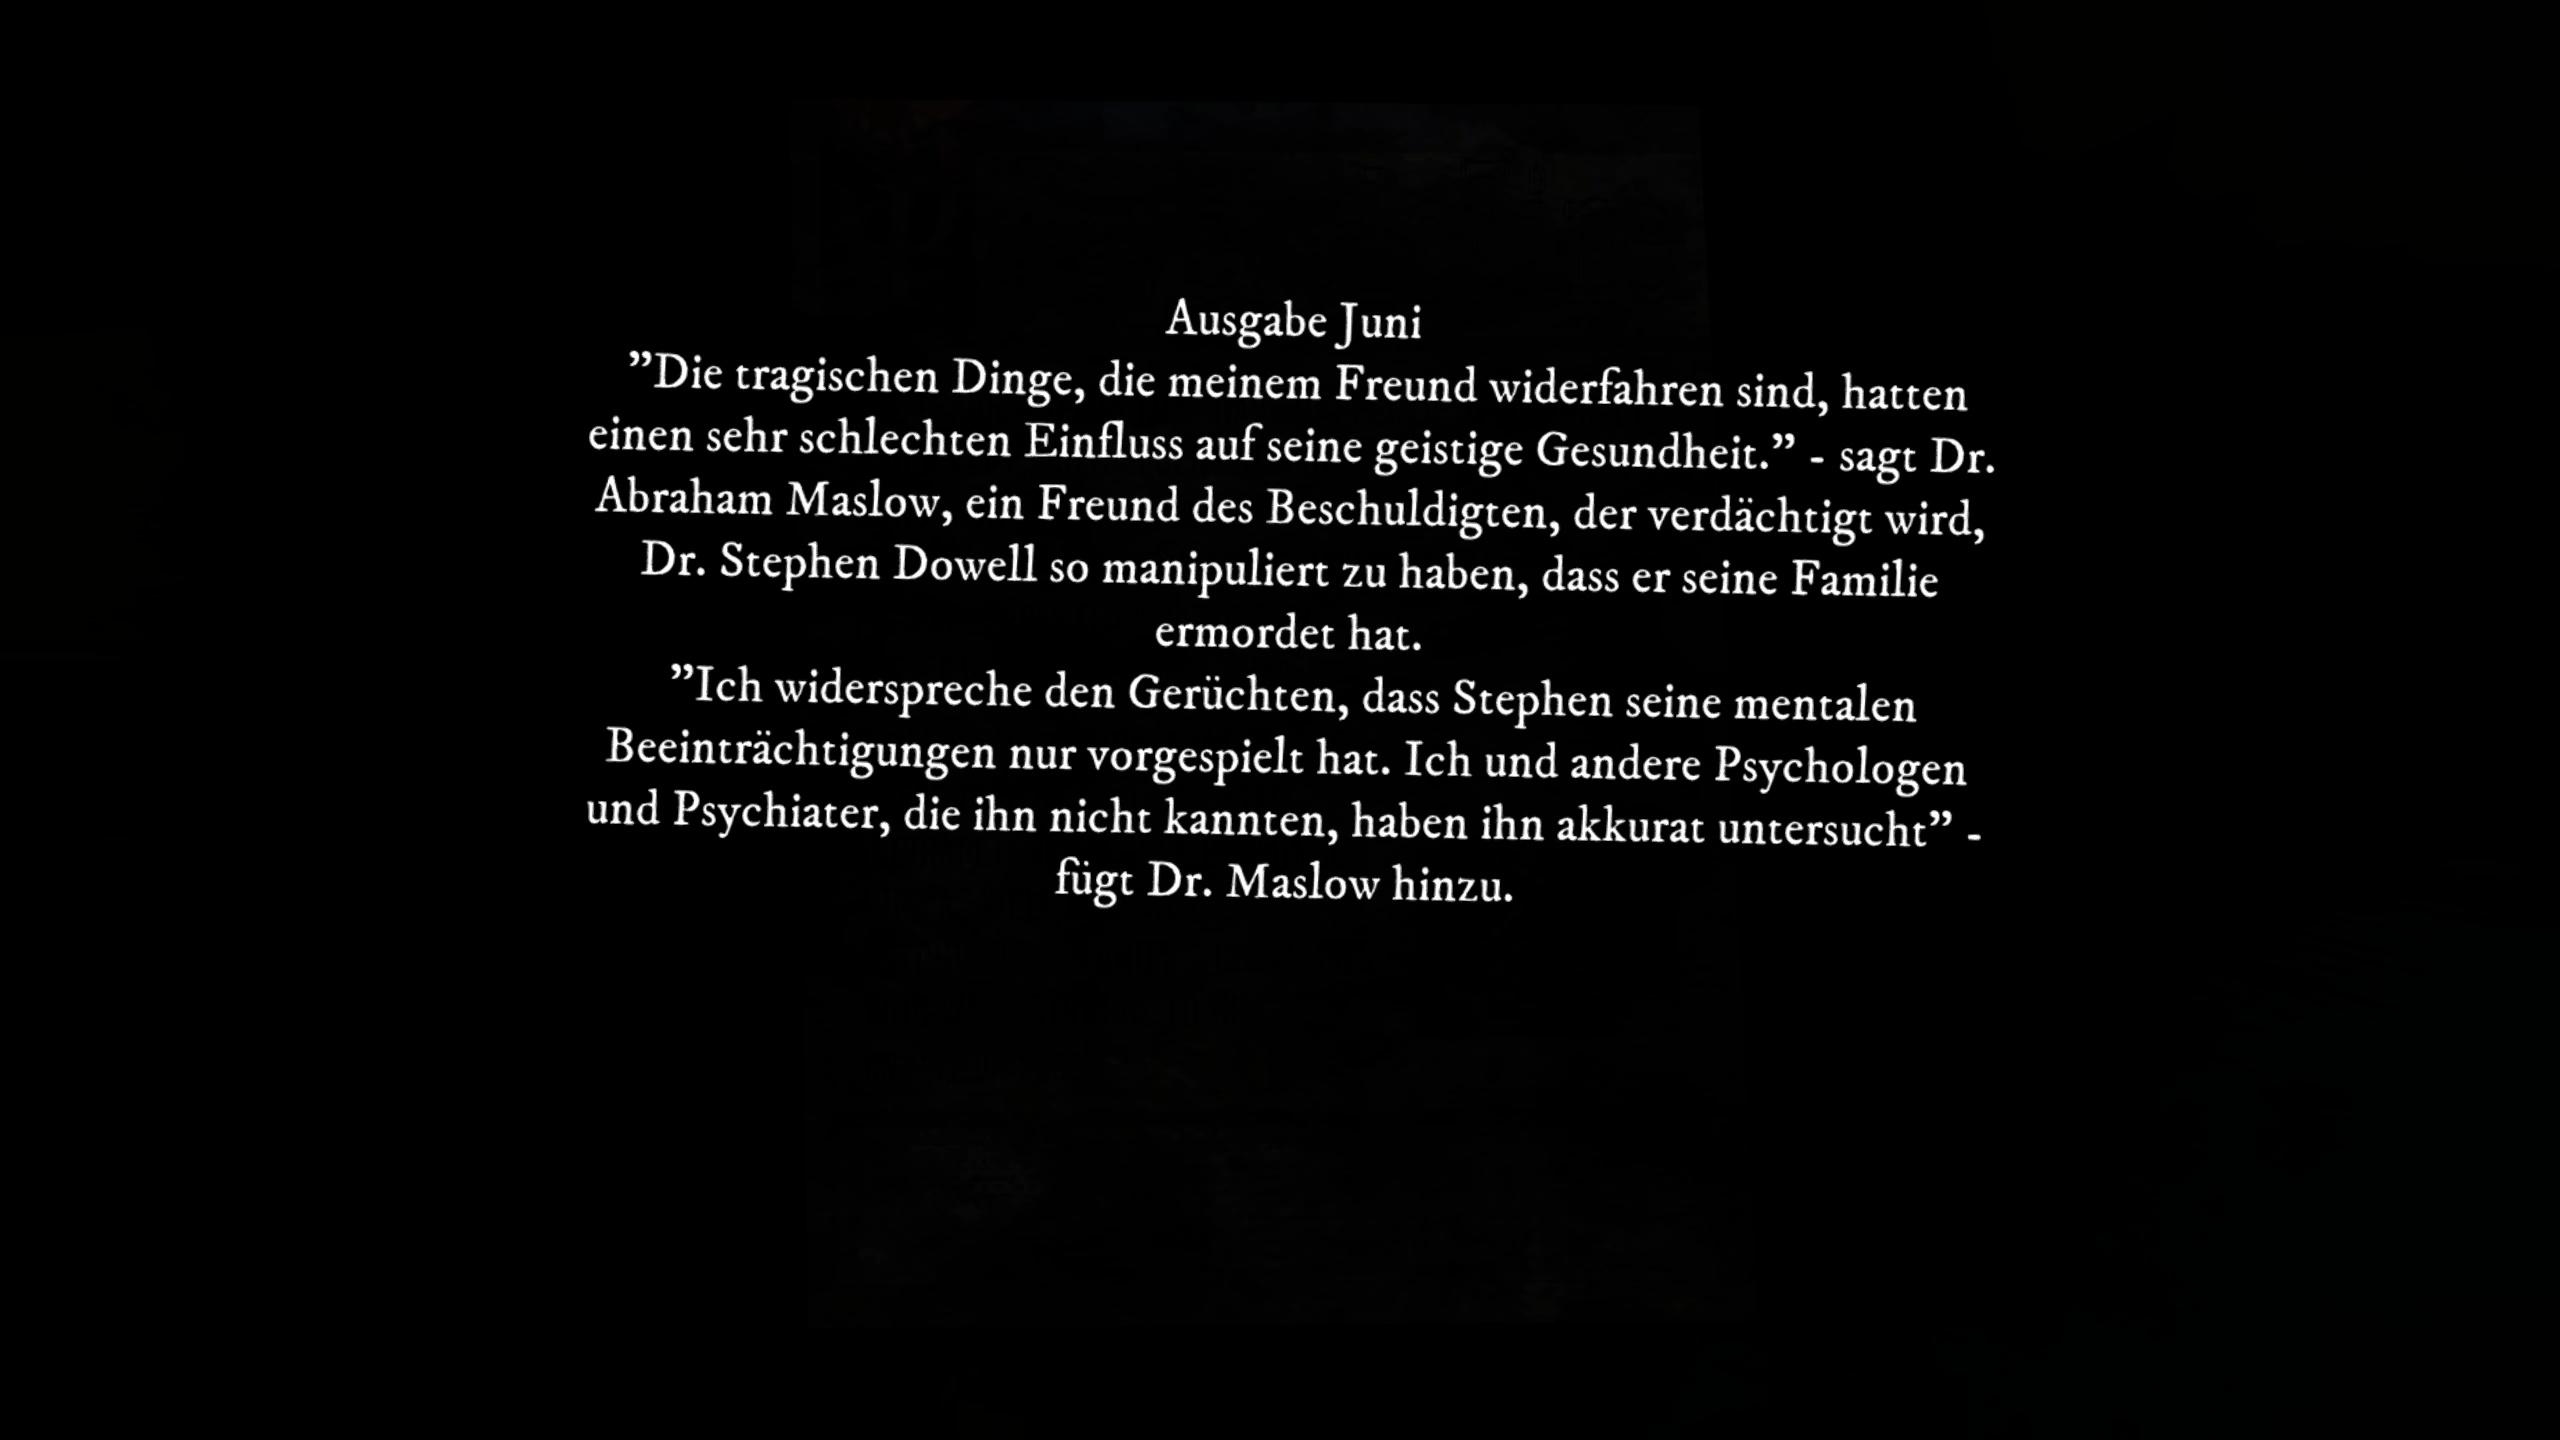 Ausgabe Juni
”Die tragischen Dinge, die meinem Freund widerfahren sind, hatten
einen sehr schlechten Einfluss auf seine geistige Gesundheit.” - sagt Dr.
Abraham Maslow, ein Freund des Beschuldigten, der verdächtigt wird,
Dr. Stephen Dowell so manipuliert zu haben, dass er seine Familie
ermordet hat.
”Ich widerspreche den Gerüchten, dass Stephen seine mentalen
Beeinträchtigungen nur vorgespielt hat. Ich und andere Psychologen
und Psychiater, die ihn nicht kannten, haben ihn akkurat untersucht” -
fügt Dr. Maslow hinzu.